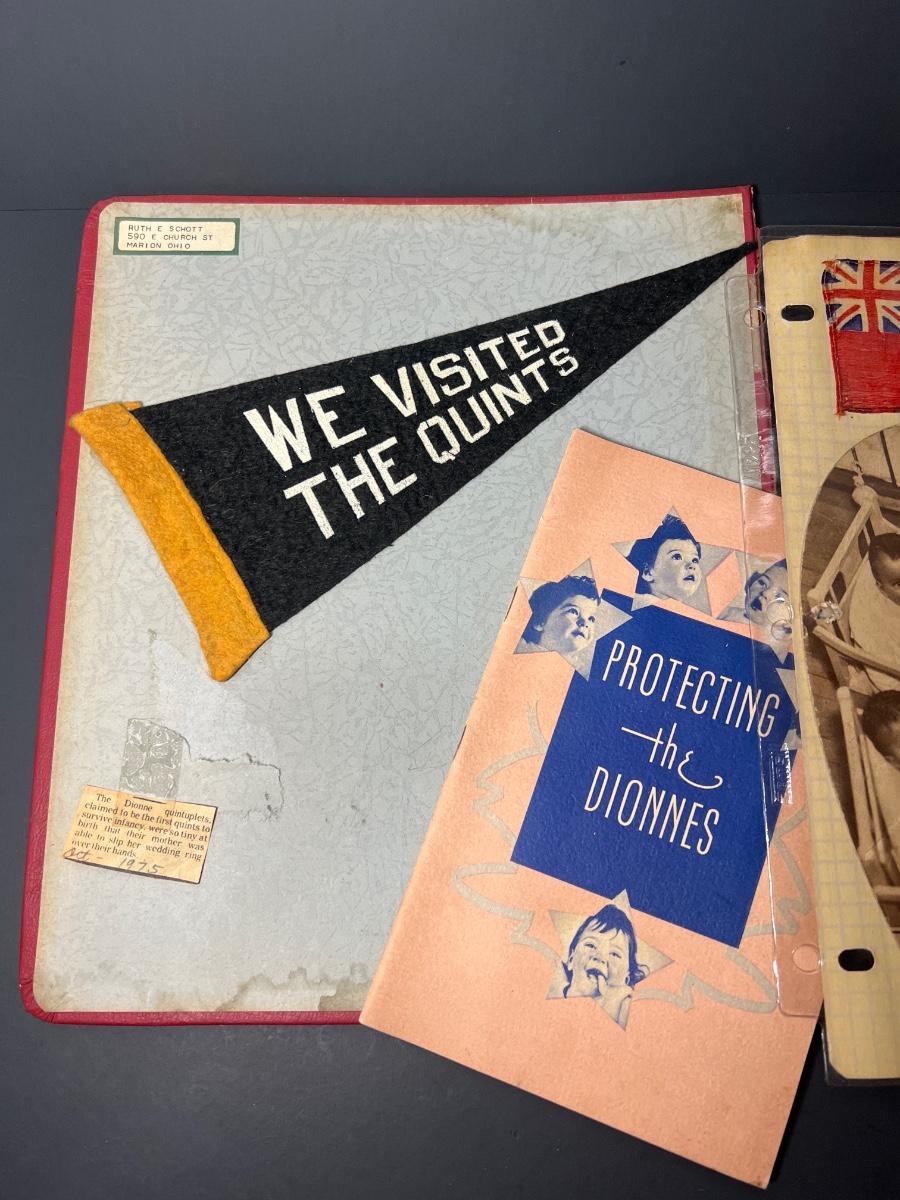 RUTH E SCHOTT
590 E CHURCH ST
MARION OHIO
WE VISITED
THE QUINTS
PROTECTING
the
DIONNES
The Dionne quintuplets,
claimed to be the first quints to
survive infancy, were so tiny at
birth that their mother was
able to slip her wedding ring
over their hands.
Oct. - 1975